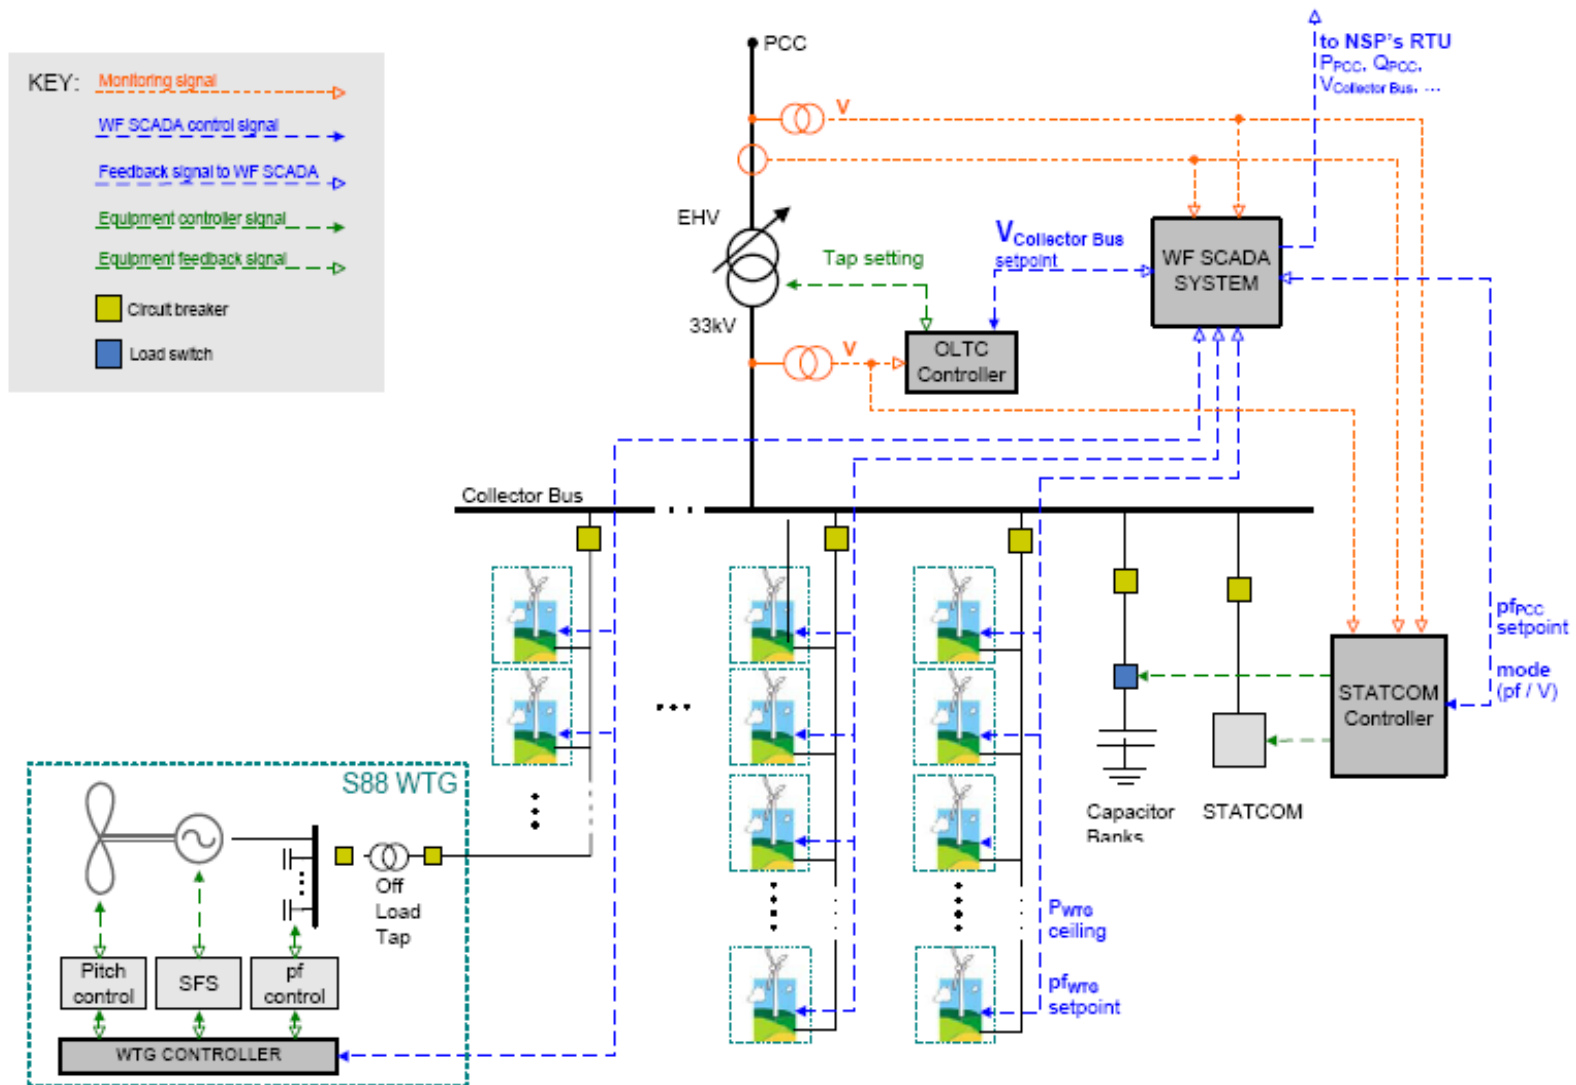 KEY:
Monitoring signal
WF SCADA control signal
Feedback signal to WF SCADA
Equipment controller signal
Equipment feedback signal
Circuit breaker
Load switch
PCC
V
EHV
33kV
V
Tap setting
OLTC
Controller
V Collector Bus
setpoint
WF SCADA
SYSTEM
to NSP's RTU
PPCC, QPCC,
VCollector Bus, ...
Collector Bus
pfPCC
setpoint
mode
(pf / V)
STATCOM
Controller
Capacitor
Banks
STATCOM
PWTG
ceiling
pfWTG
setpoint
S88 WTG
Off
Load
Tap
Pitch
control
SFS
pf
control
WTG CONTROLLER